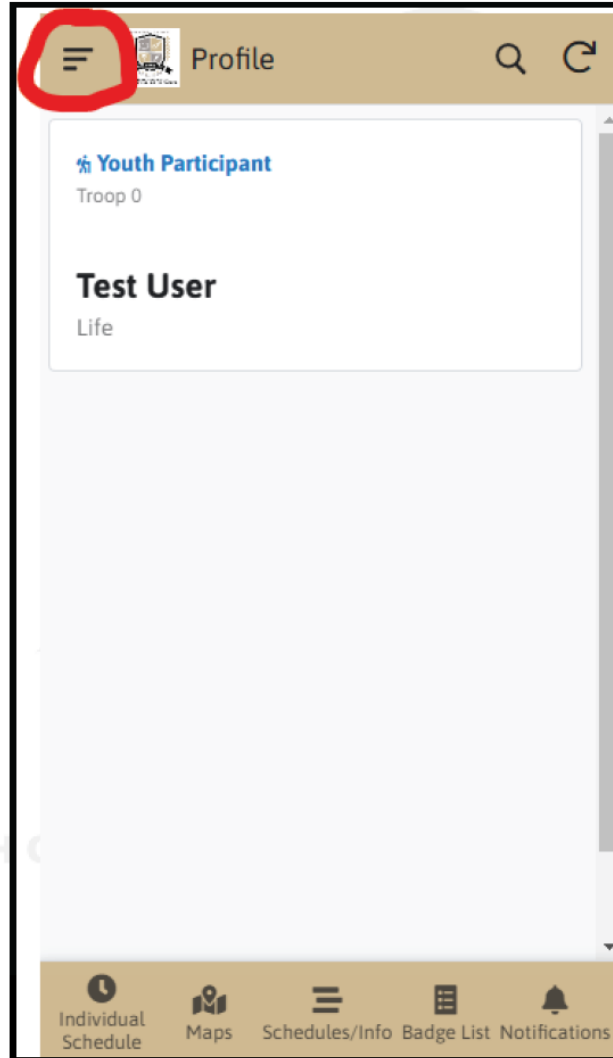 Profile
Youth Participant
Troop 0
Test User
Life
Individual
Schedule
Maps
Schedules/Info
Badge List
Notifications